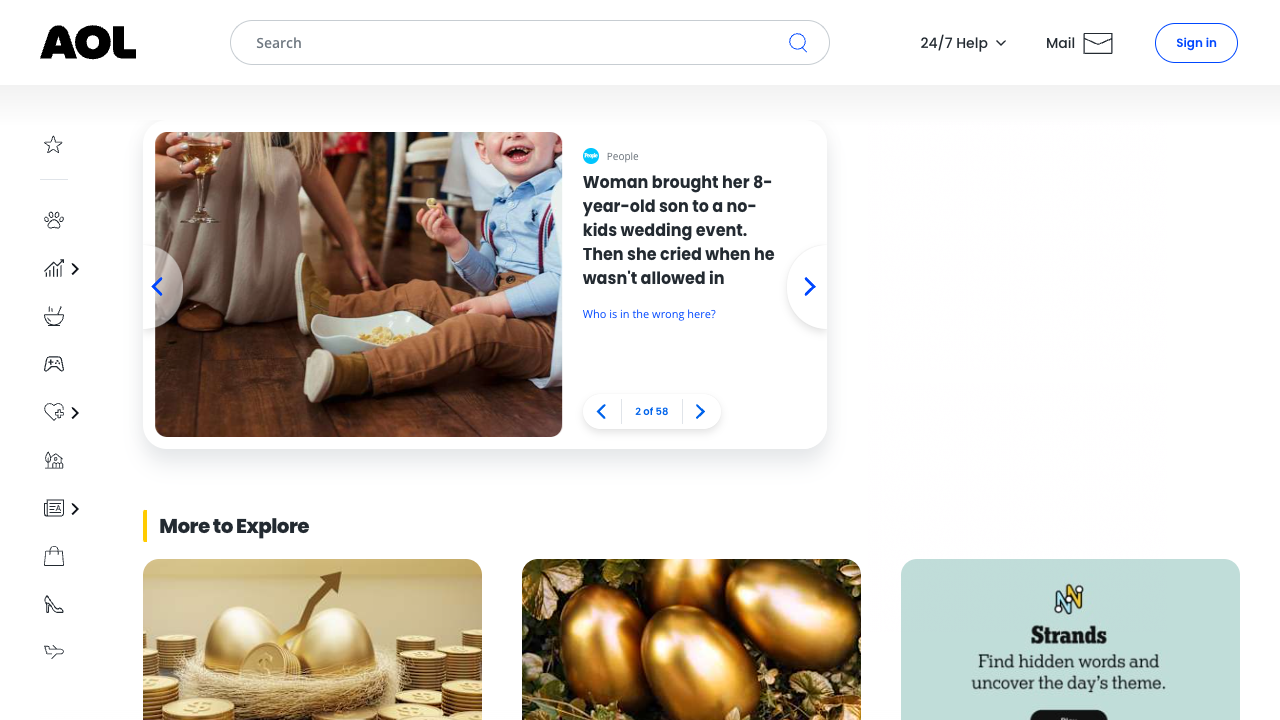 AOL
Search
24/7 Help
Mail
Sign in
People
People
Woman brought her 8-
year-old son to a no-
kids wedding event.
Then she cried when he
wasn't allowed in
Who is in the wrong here?
2 of 58
More to Explore
Strands
Find hidden words and
uncover the day's theme.